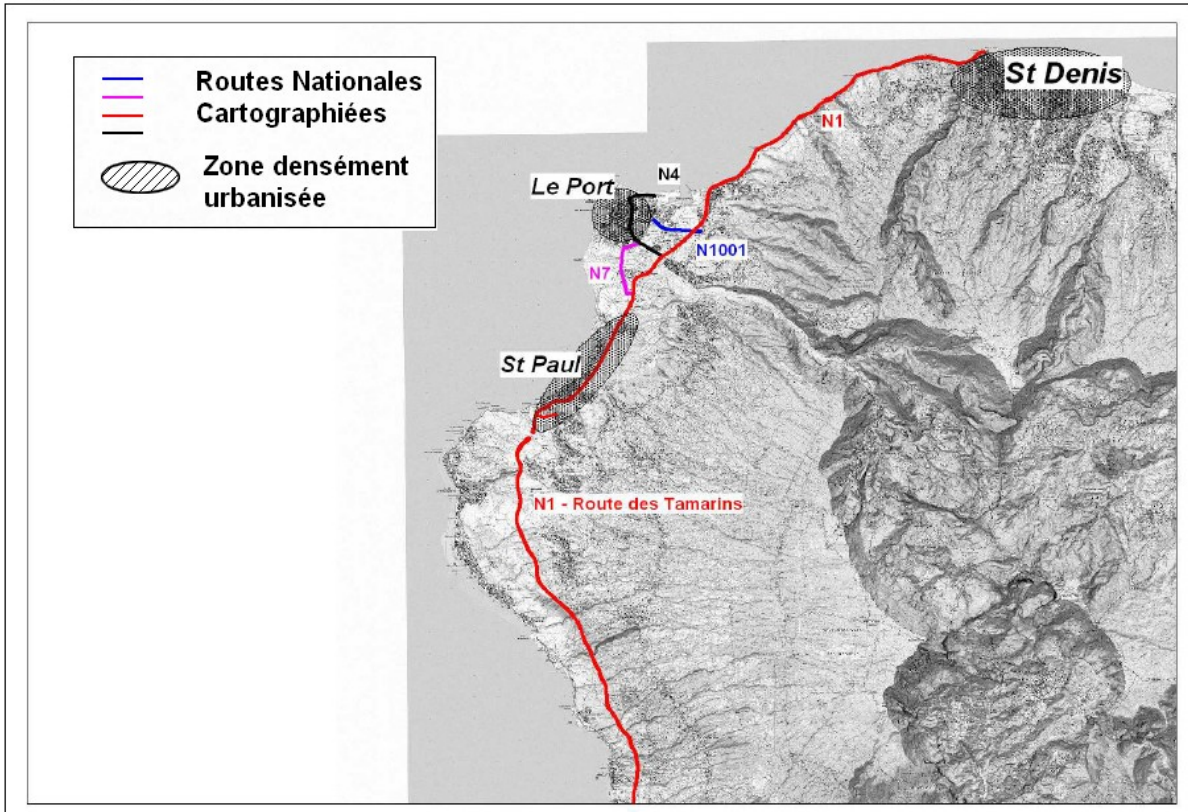 Routes Nationales
Cartographiées
Zone densément
urbanisée
St Denis
N1
N4
Le Port
N1001
N7
St Paul
N1 - Route des Tamarins